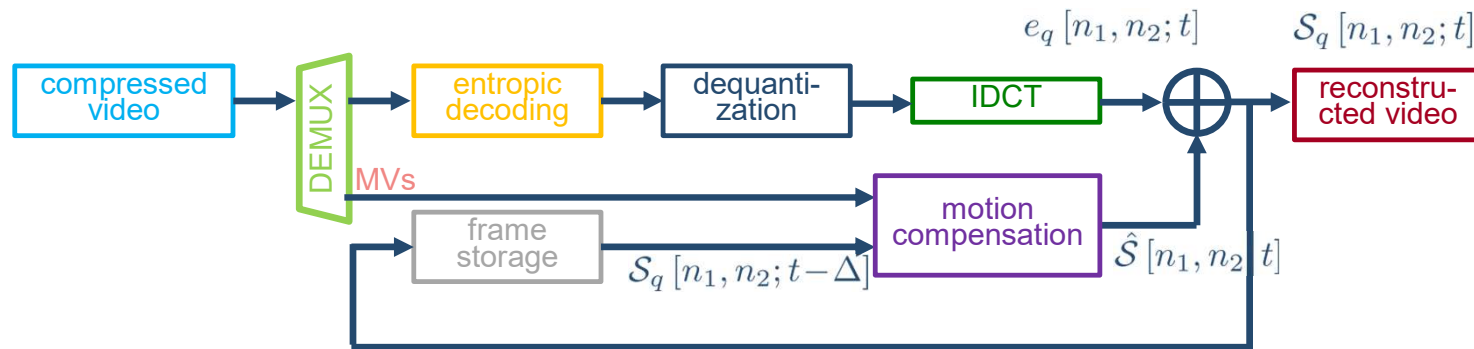 e_q [n_1, n_2; t]
S_q [n_1, n_2; t]
compressed
video
DEMUX
entropic
decoding
dequanti-
zation
IDCT
reconstru-
cted video
MVs
frame
storage
S_q [n_1, n_2; t−Δ]
motion
compensation
Ŝ [n_1, n_2 t]